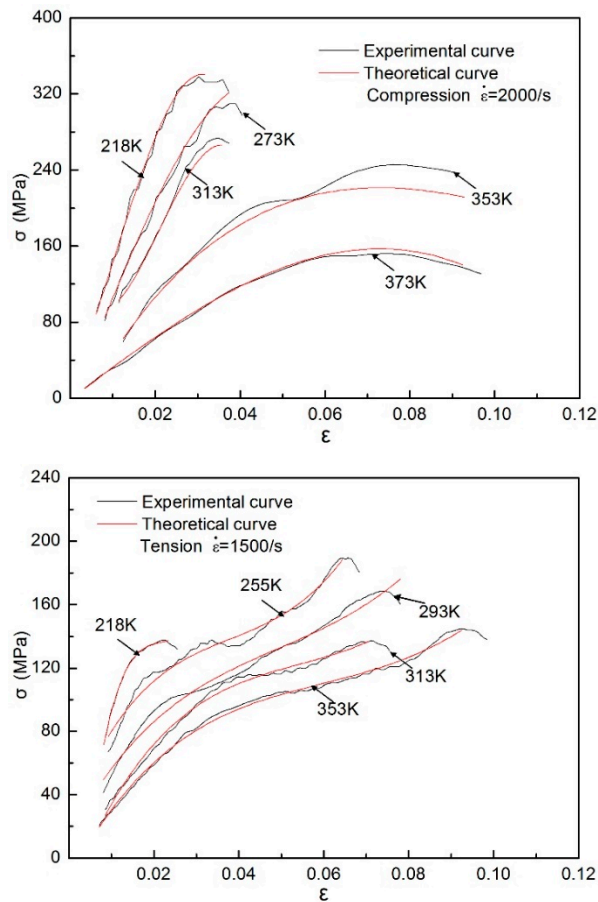 400
320
240
160
80
0
σ (MPa)
Experimental curve
Theoretical curve
Compression ε̇=2000/s
218K
273K
313K
353K
373K
0.02
0.04
0.06
0.08
0.10
0.12
ε
240
200
160
120
80
40
0
σ (MPa)
Experimental curve
Theoretical curve
Tension ε̇=1500/s
255K
218K
293K
313K
353K
0.00
0.02
0.04
0.06
0.08
0.10
0.12
ε